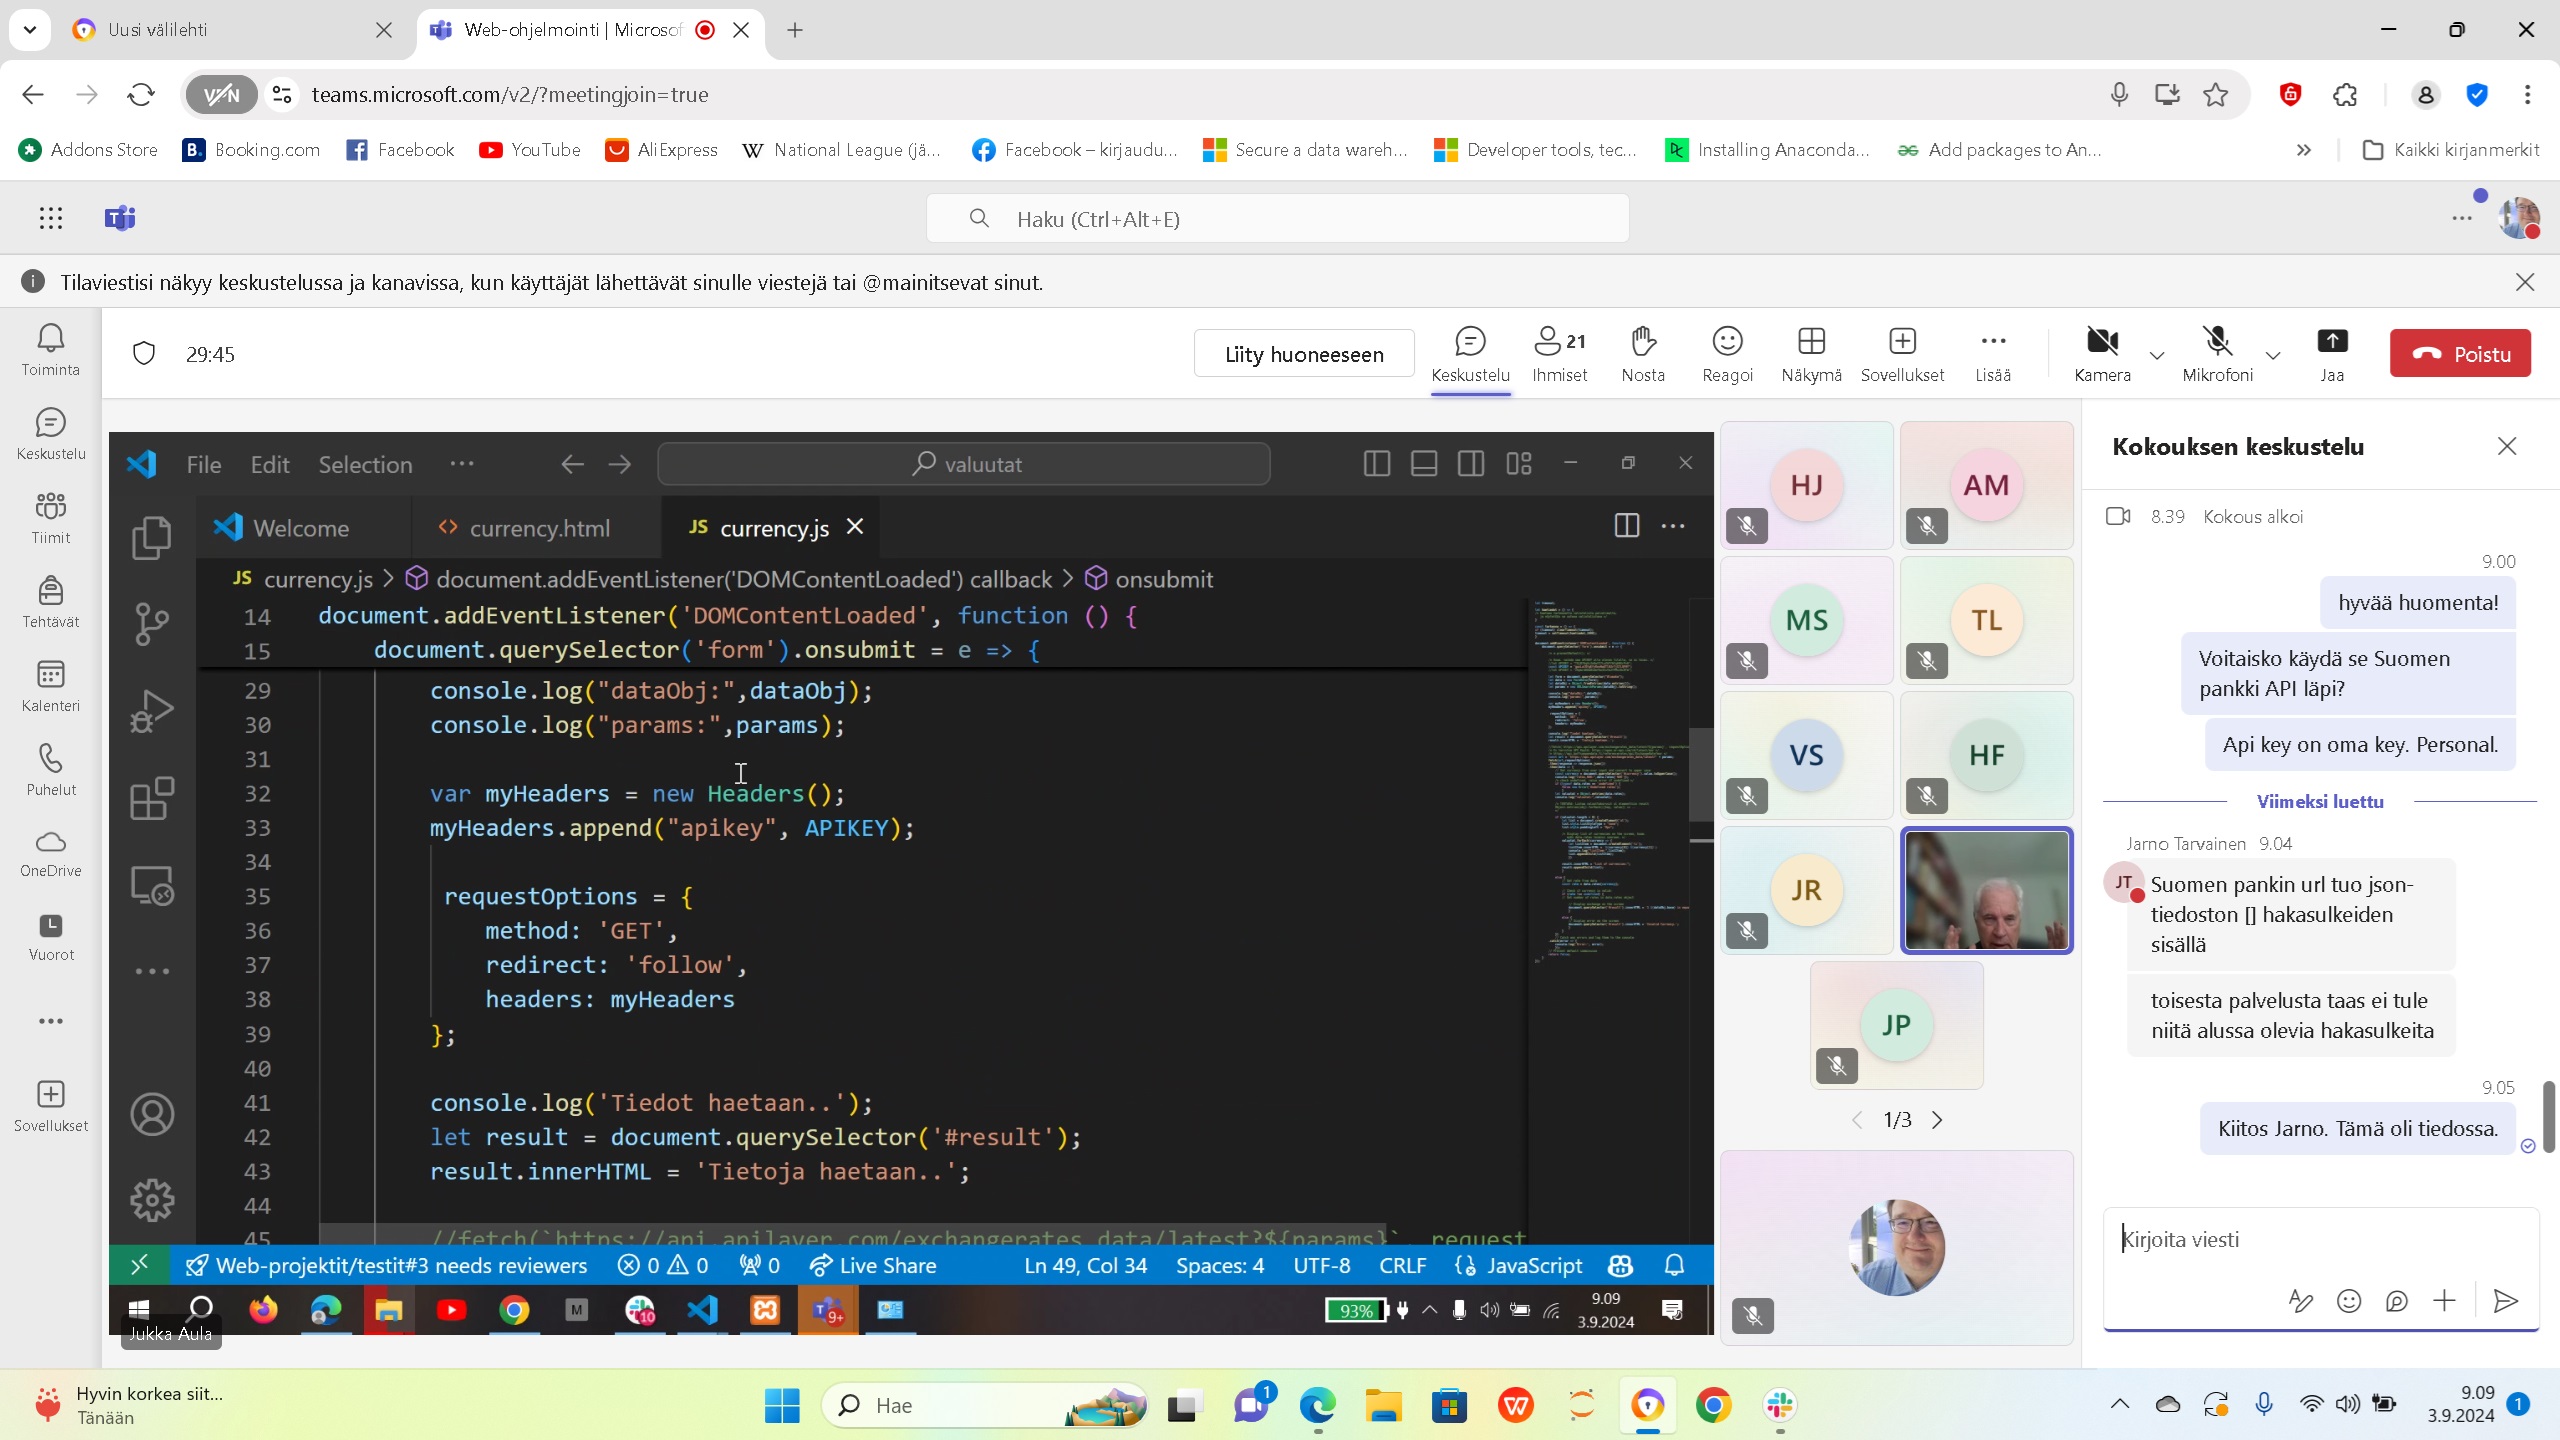 Uusi välilehti
Web-ohjelmointi | Microsof
teams.microsoft.com/v2/?meetingjoin=true
Addons Store
Booking.com
Facebook
YouTube
AliExpress
National League (jä...
Facebook – kirjaudu...
Secure a data wareh...
Developer tools, tec...
Installing Anaconda...
Add packages to An...
Kaikki kirjanmerkit
Haku (Ctrl+Alt+E)
Tilaviestisi näkyy keskustelussa ja kanavissa, kun käyttäjät lähettävät sinulle viestejä tai @mainitsevat sinut.
29:45
Liity huoneeseen
Keskustelu
21
Ihmiset
Nosta
Reagoi
Näkymä
Sovellukset
Lisää
Kamera
Mikrofoni
Jaa
Poistu
Toiminta
Keskustelu
Tiimit
Tehtävät
Kalenteri
Puhelut
OneDrive
Vuorot
Sovellukset
File Edit Selection
valuutat
Welcome
currency.html
JS currency.js
JS currency.js > document.addEventListener('DOMContentLoaded') callback > onsubmit
14 document.addEventListener('DOMContentLoaded', function () {
15 document.querySelector('form').onsubmit = e => {
29 console.log("dataObj:",dataObj);
30 console.log("params:",params);
31
32 var myHeaders = new Headers();
33 myHeaders.append("apikey", APIKEY);
34
35 requestOptions = {
36 method: 'GET',
37 redirect: 'follow',
38 headers: myHeaders
39 };
40
41 console.log('Tiedot haetaan..');
42 let result = document.querySelector('#result');
43 result.innerHTML = 'Tietoja haetaan..';
44
45 //fetch(`https://api.apilayer.com/exchangerates_data/latest?${params}`, request
Web-projektit/testit#3 needs reviewers
0 0
0
Live Share
Ln 49, Col 34
Spaces: 4
UTF-8
CRLF
JavaScript
M
10
9+
93%
9.09
3.9.2024
Jukka Aula
HJ
AM
MS
TL
VS
HF
JR
JP
1/3
Kokouksen keskustelu
8.39 Kokous alkoi
9.00
hyvää huomenta!
Voitaisko käydä se Suomen
pankki API läpi?
Api key on oma key. Personal.
Viimeksi luettu
Jarno Tarvainen 9.04
JT
Suomen pankin url tuo json-
tiedoston [] hakasulkeiden
sisällä
toisesta palvelusta taas ei tule
niitä alussa olevia hakasulkeita
9.05
Kiitos Jarno. Tämä oli tiedossa.
Kirjoita viesti
Hyvin korkea siit...
Tänään
Hae
1
9.09
3.9.2024
1